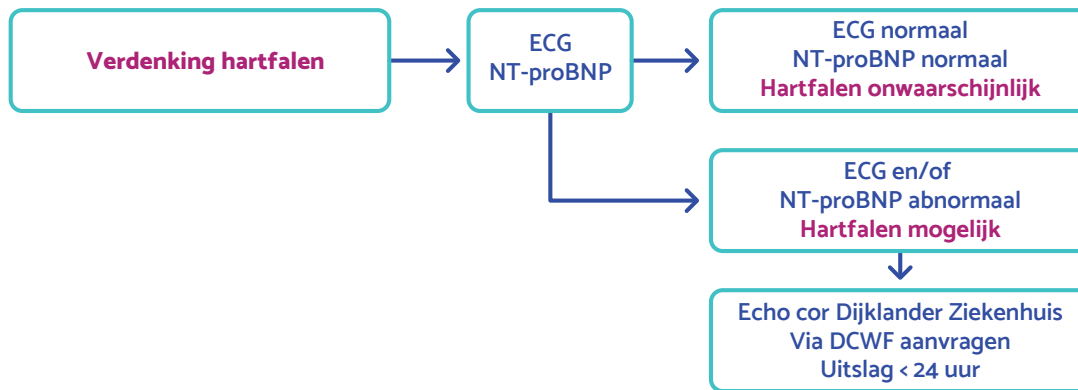 Verdenking hartfalen
ECG
NT-proBNP
ECG normaal
NT-proBNP normaal
Hartfalen onwaarschijnlijk
ECG en/of
NT-proBNP abnormaal
Hartfalen mogelijk
Echo cor Dijklander Ziekenhuis
Via DCWF aanvragen
Uitslag < 24 uur